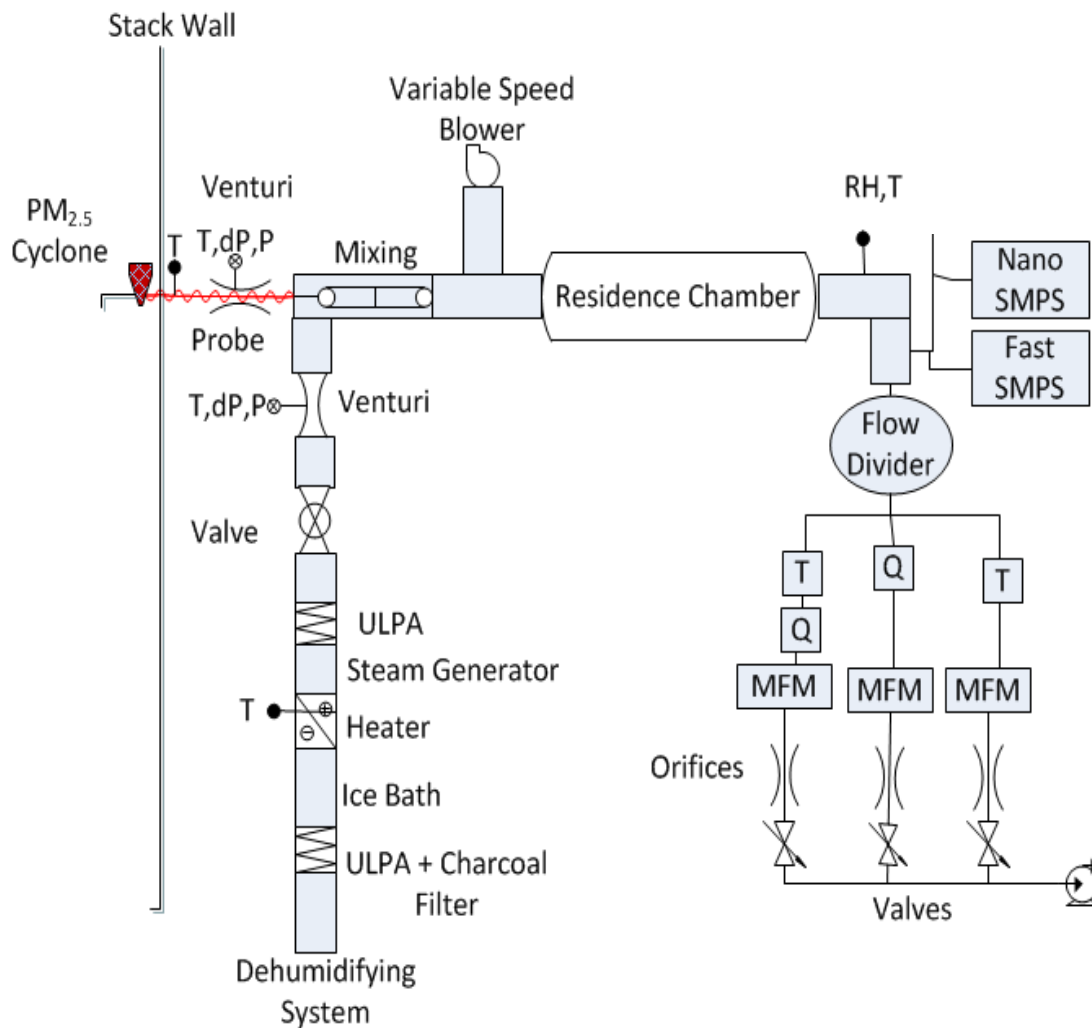 Stack Wall
Variable Speed
Blower
Venturi
T,dP,P
PM2.5
Cyclone
T
Mixing
RH,T
Residence Chamber
Nano
SMPS
Probe
Fast
SMPS
T,dP,P
Venturi
Flow
Divider
Valve
T
Q
T
Q
ULPA
Steam Generator
MFM
MFM
MFM
T
Heater
Orifices
Ice Bath
ULPA + Charcoal
Filter
Valves
Dehumidifying
System